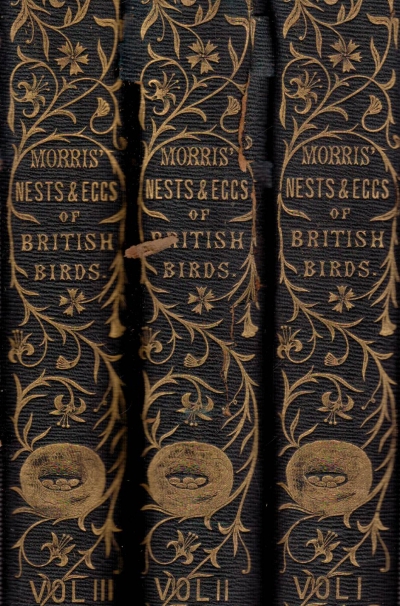 MORRIS'
NESTS & EGGS
OF
BRITISH
BIRDS.
VOL III
MORRIS'
NESTS & EGGS
OF
BRITISH
BIRDS.
VOL II
MORRIS'
NESTS & EGGS
OF
BRITISH
BIRDS.
VOL I